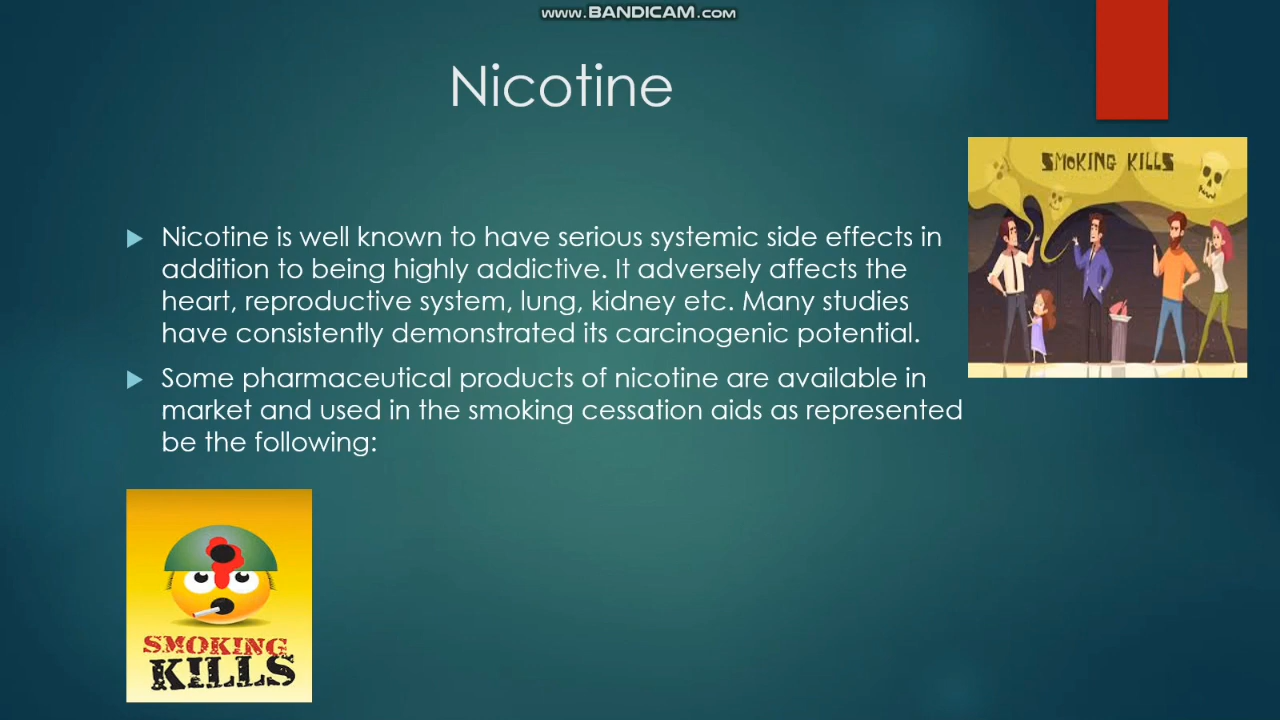 www.BANDICAM.com
Nicotine
SMOKING KILLS
Nicotine is well known to have serious systemic side effects in
addition to being highly addictive. It adversely affects the
heart, reproductive system, lung, kidney etc. Many studies
have consistently demonstrated its carcinogenic potential.
Some pharmaceutical products of nicotine are available in
market and used in the smoking cessation aids as represented
be the following:
SMOKING
KILLS